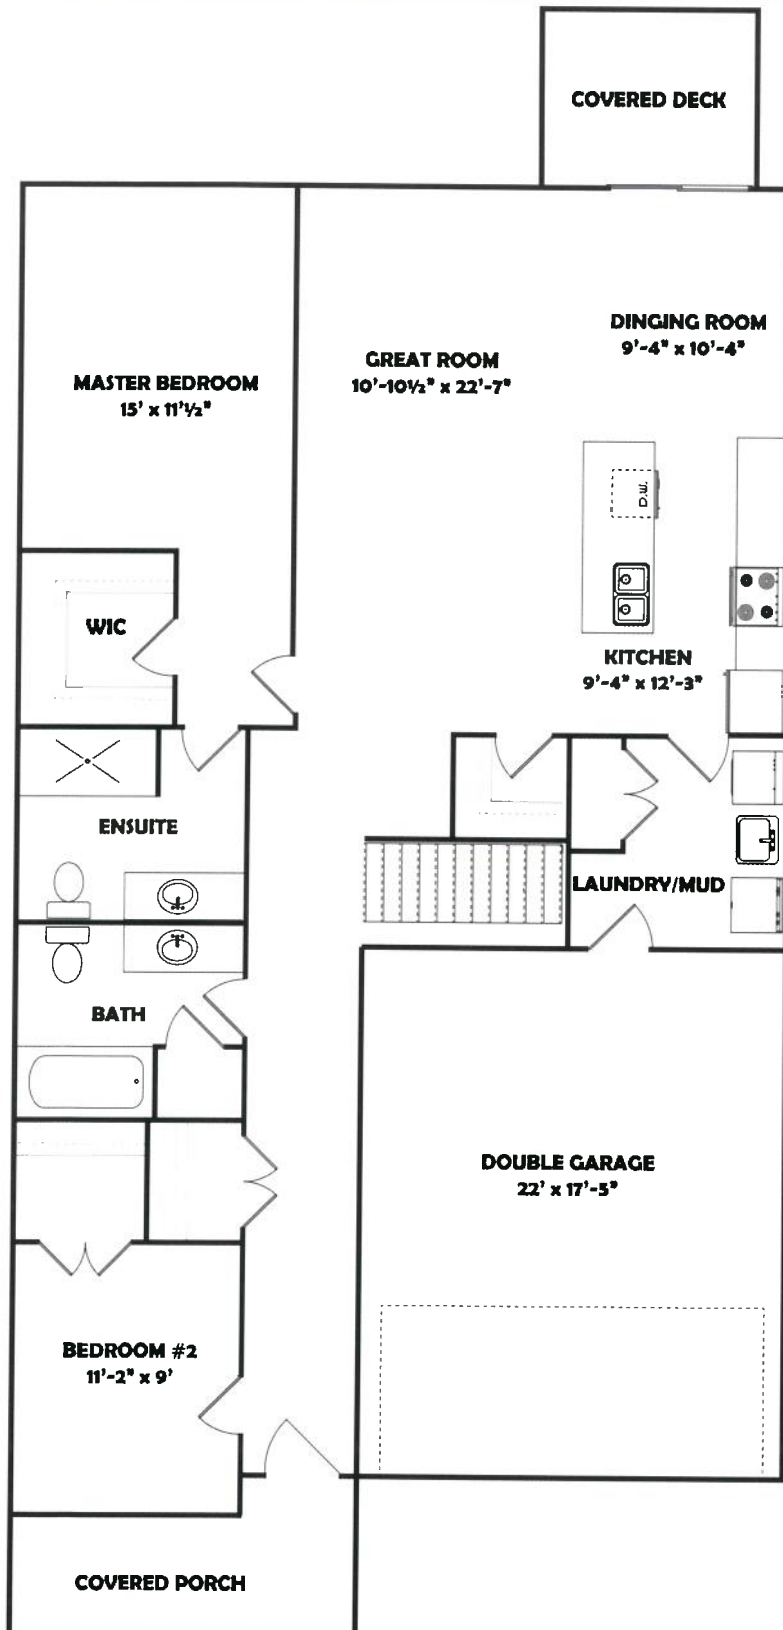 COVERED DECK
DINGING ROOM
9'-4" x 10'-4"
GREAT ROOM
10'-10½" x 22'-7"
MASTER BEDROOM
15' x 11'½"
D.W.
WIC
KITCHEN
9'-4" x 12'-3"
ENSUITE
LAUNDRY/MUD
BATH
DOUBLE GARAGE
22' x 17'-5"
BEDROOM #2
11'-2" x 9'
COVERED PORCH